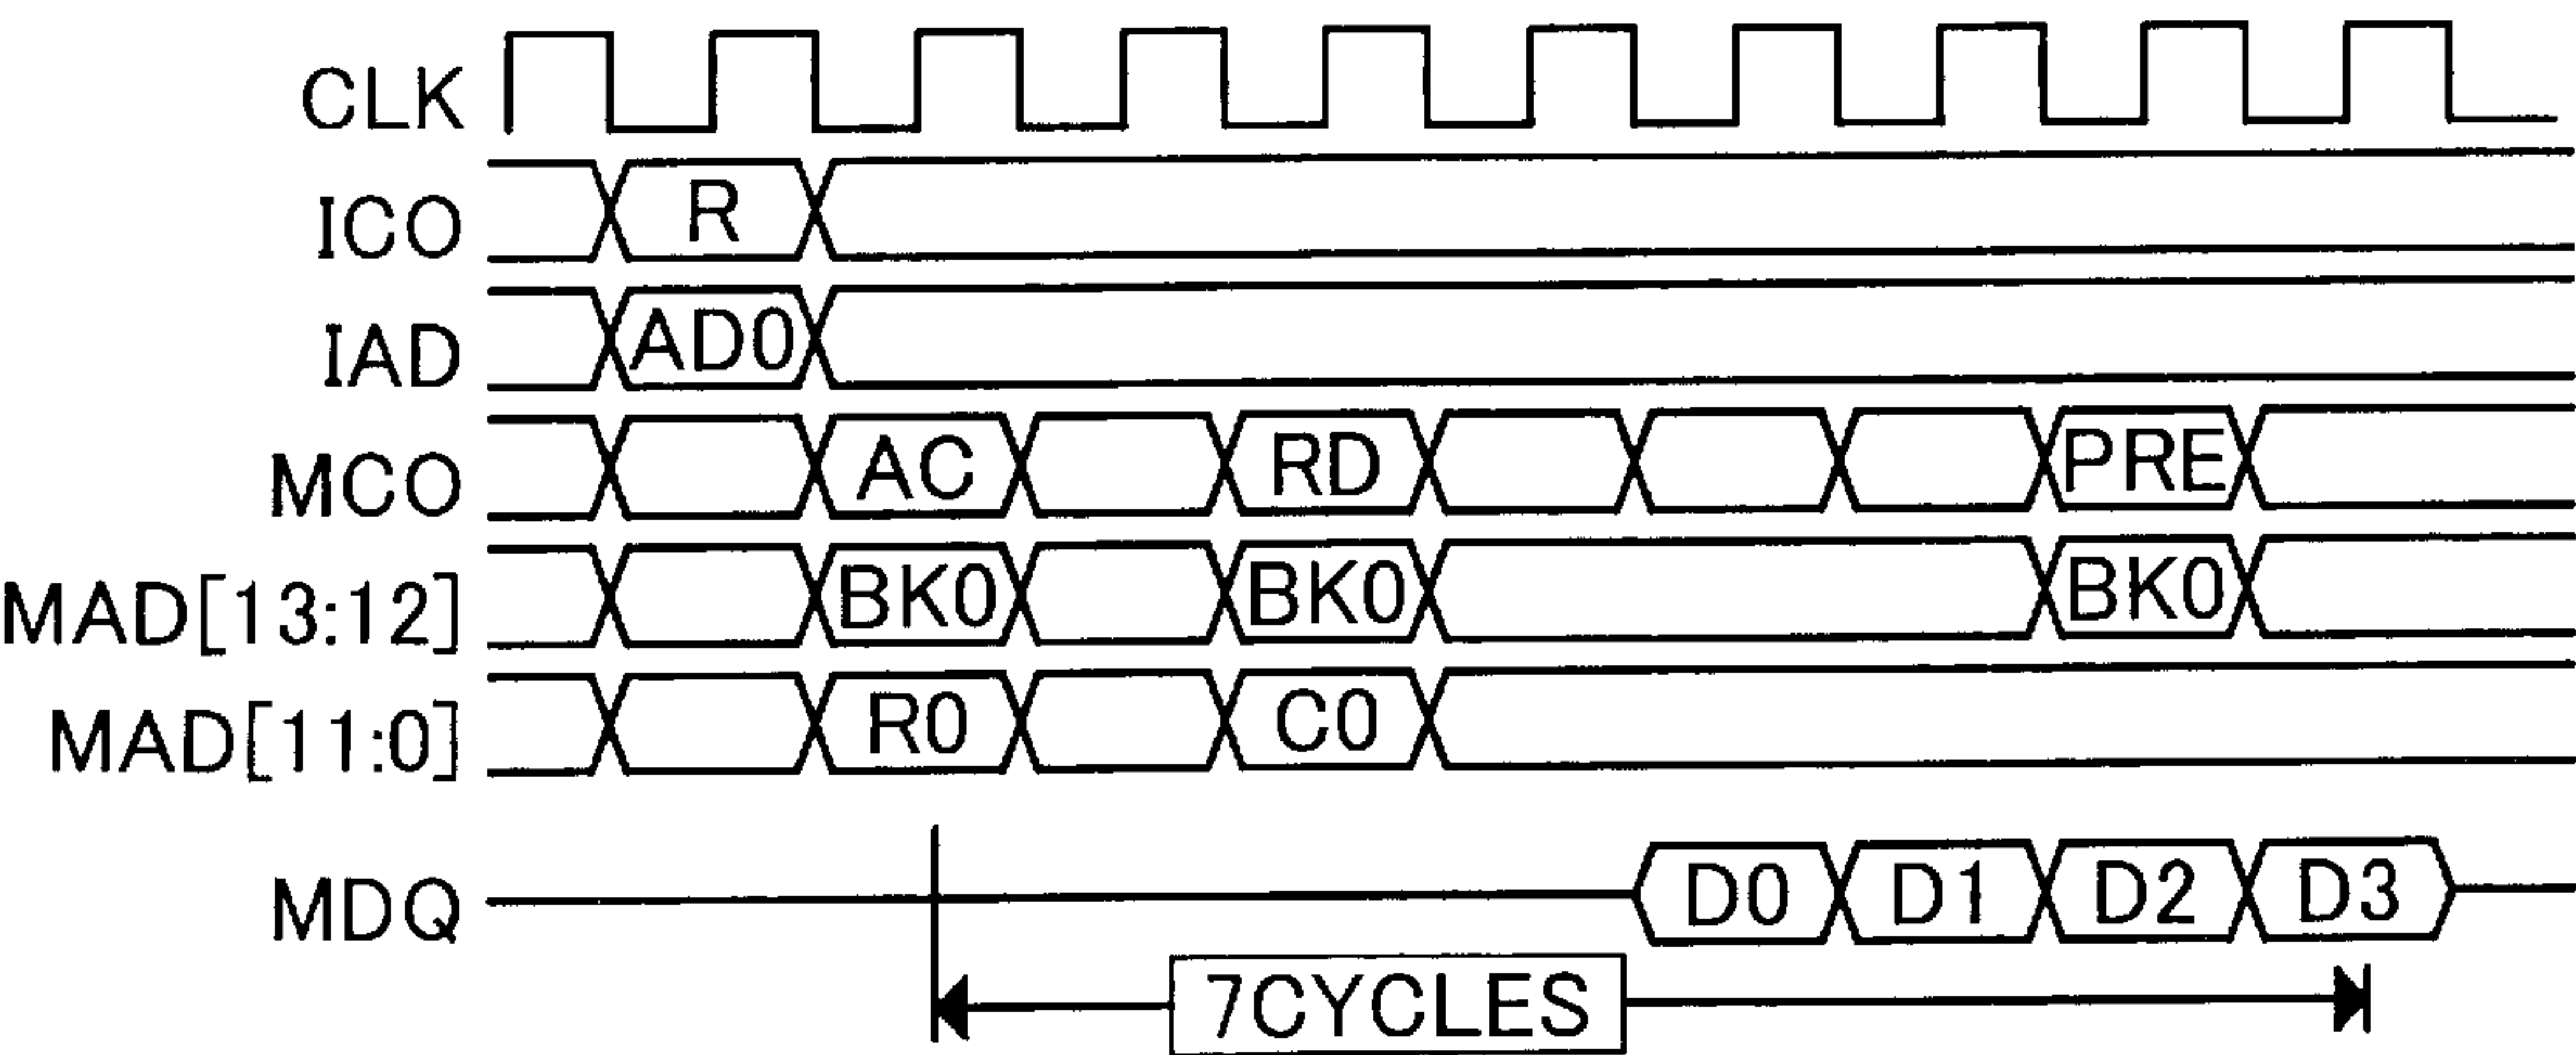 CLK
ICO R
IAD AD0
MCO AC RD PRE
MAD[13:12] BK0 BK0 BK0
MAD[11:0] R0 C0
MDQ D0 D1 D2 D3
7CYCLES